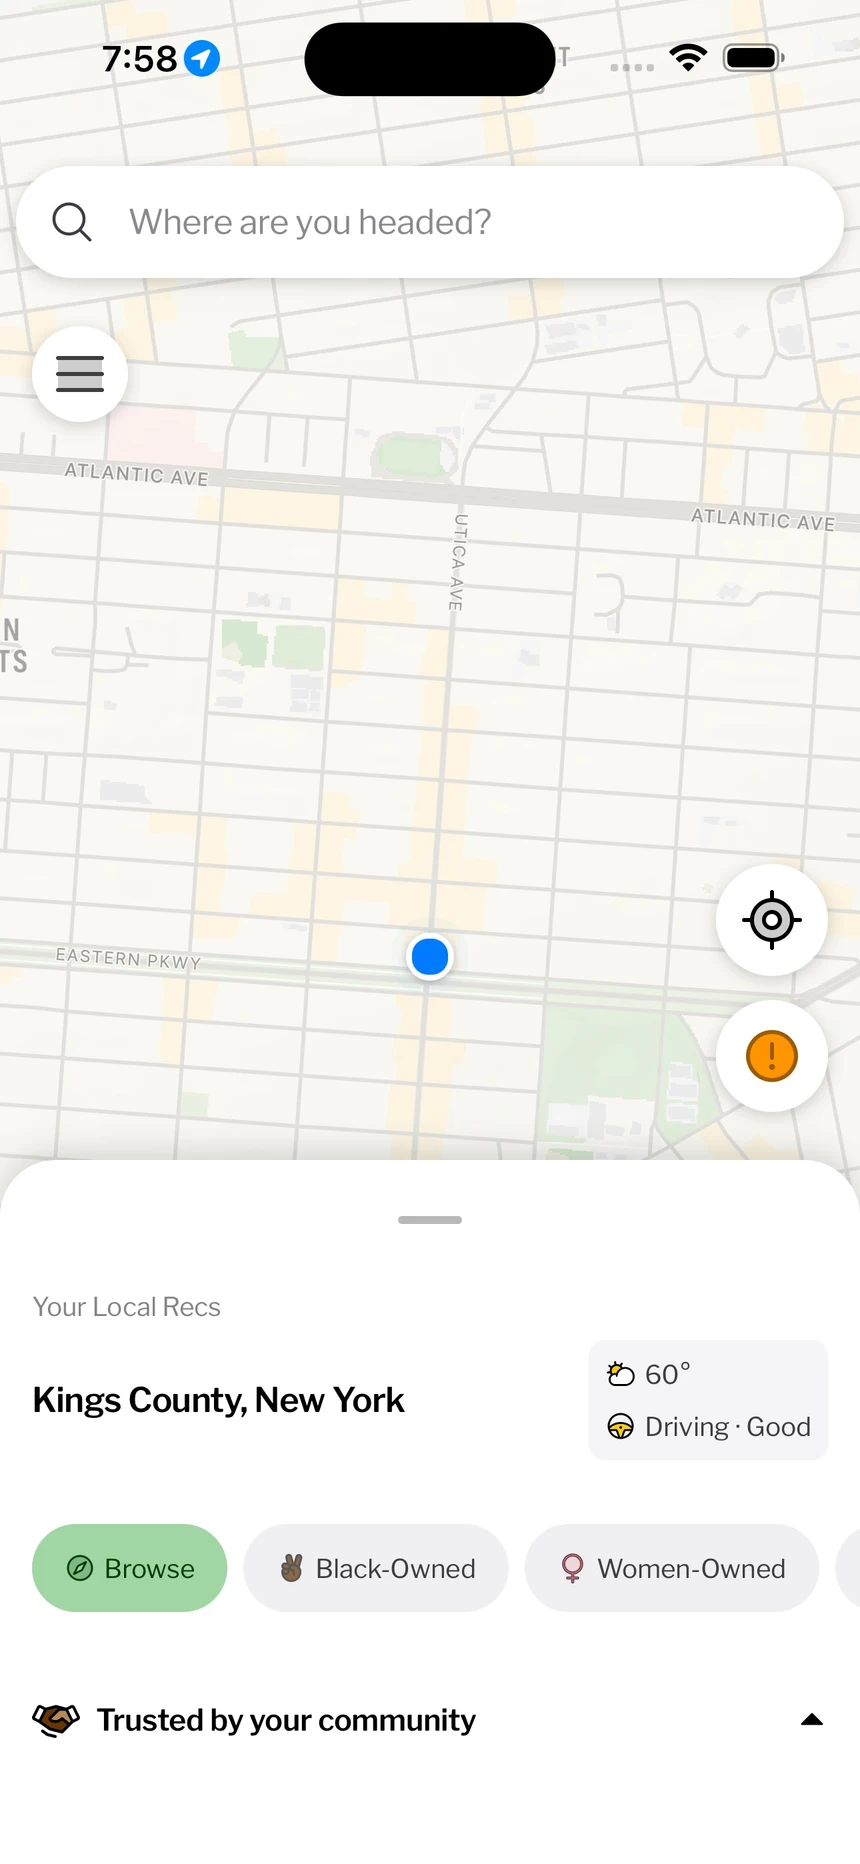 7:58
Where are you headed?
ATLANTIC AVE
ATLANTIC AVE
UTICA AVE
EASTERN PKWY
Your Local Recs
60°
Kings County, New York
Driving · Good
Browse
Black-Owned
Women-Owned
Trusted by your community